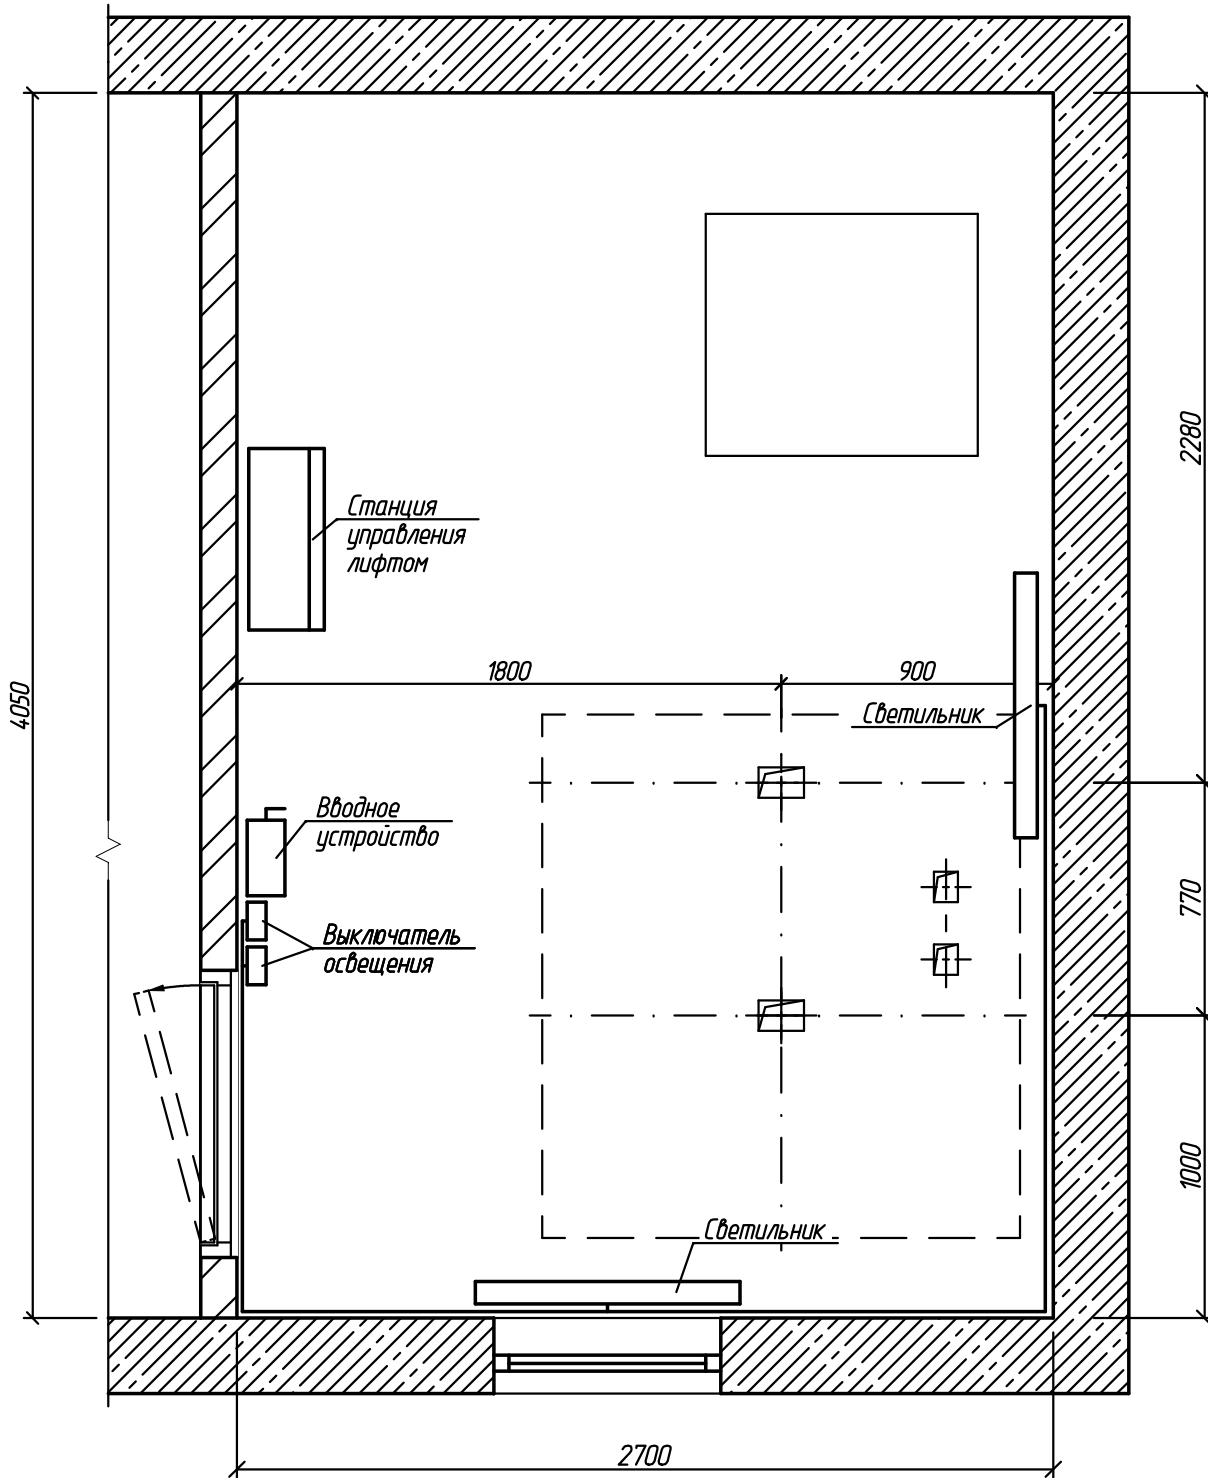 2280
Станция
управления
лифтом
1800
900
4050
Светильник
Вводное
устройство
770
Выключатель
освещения
1000
Светильник
2700